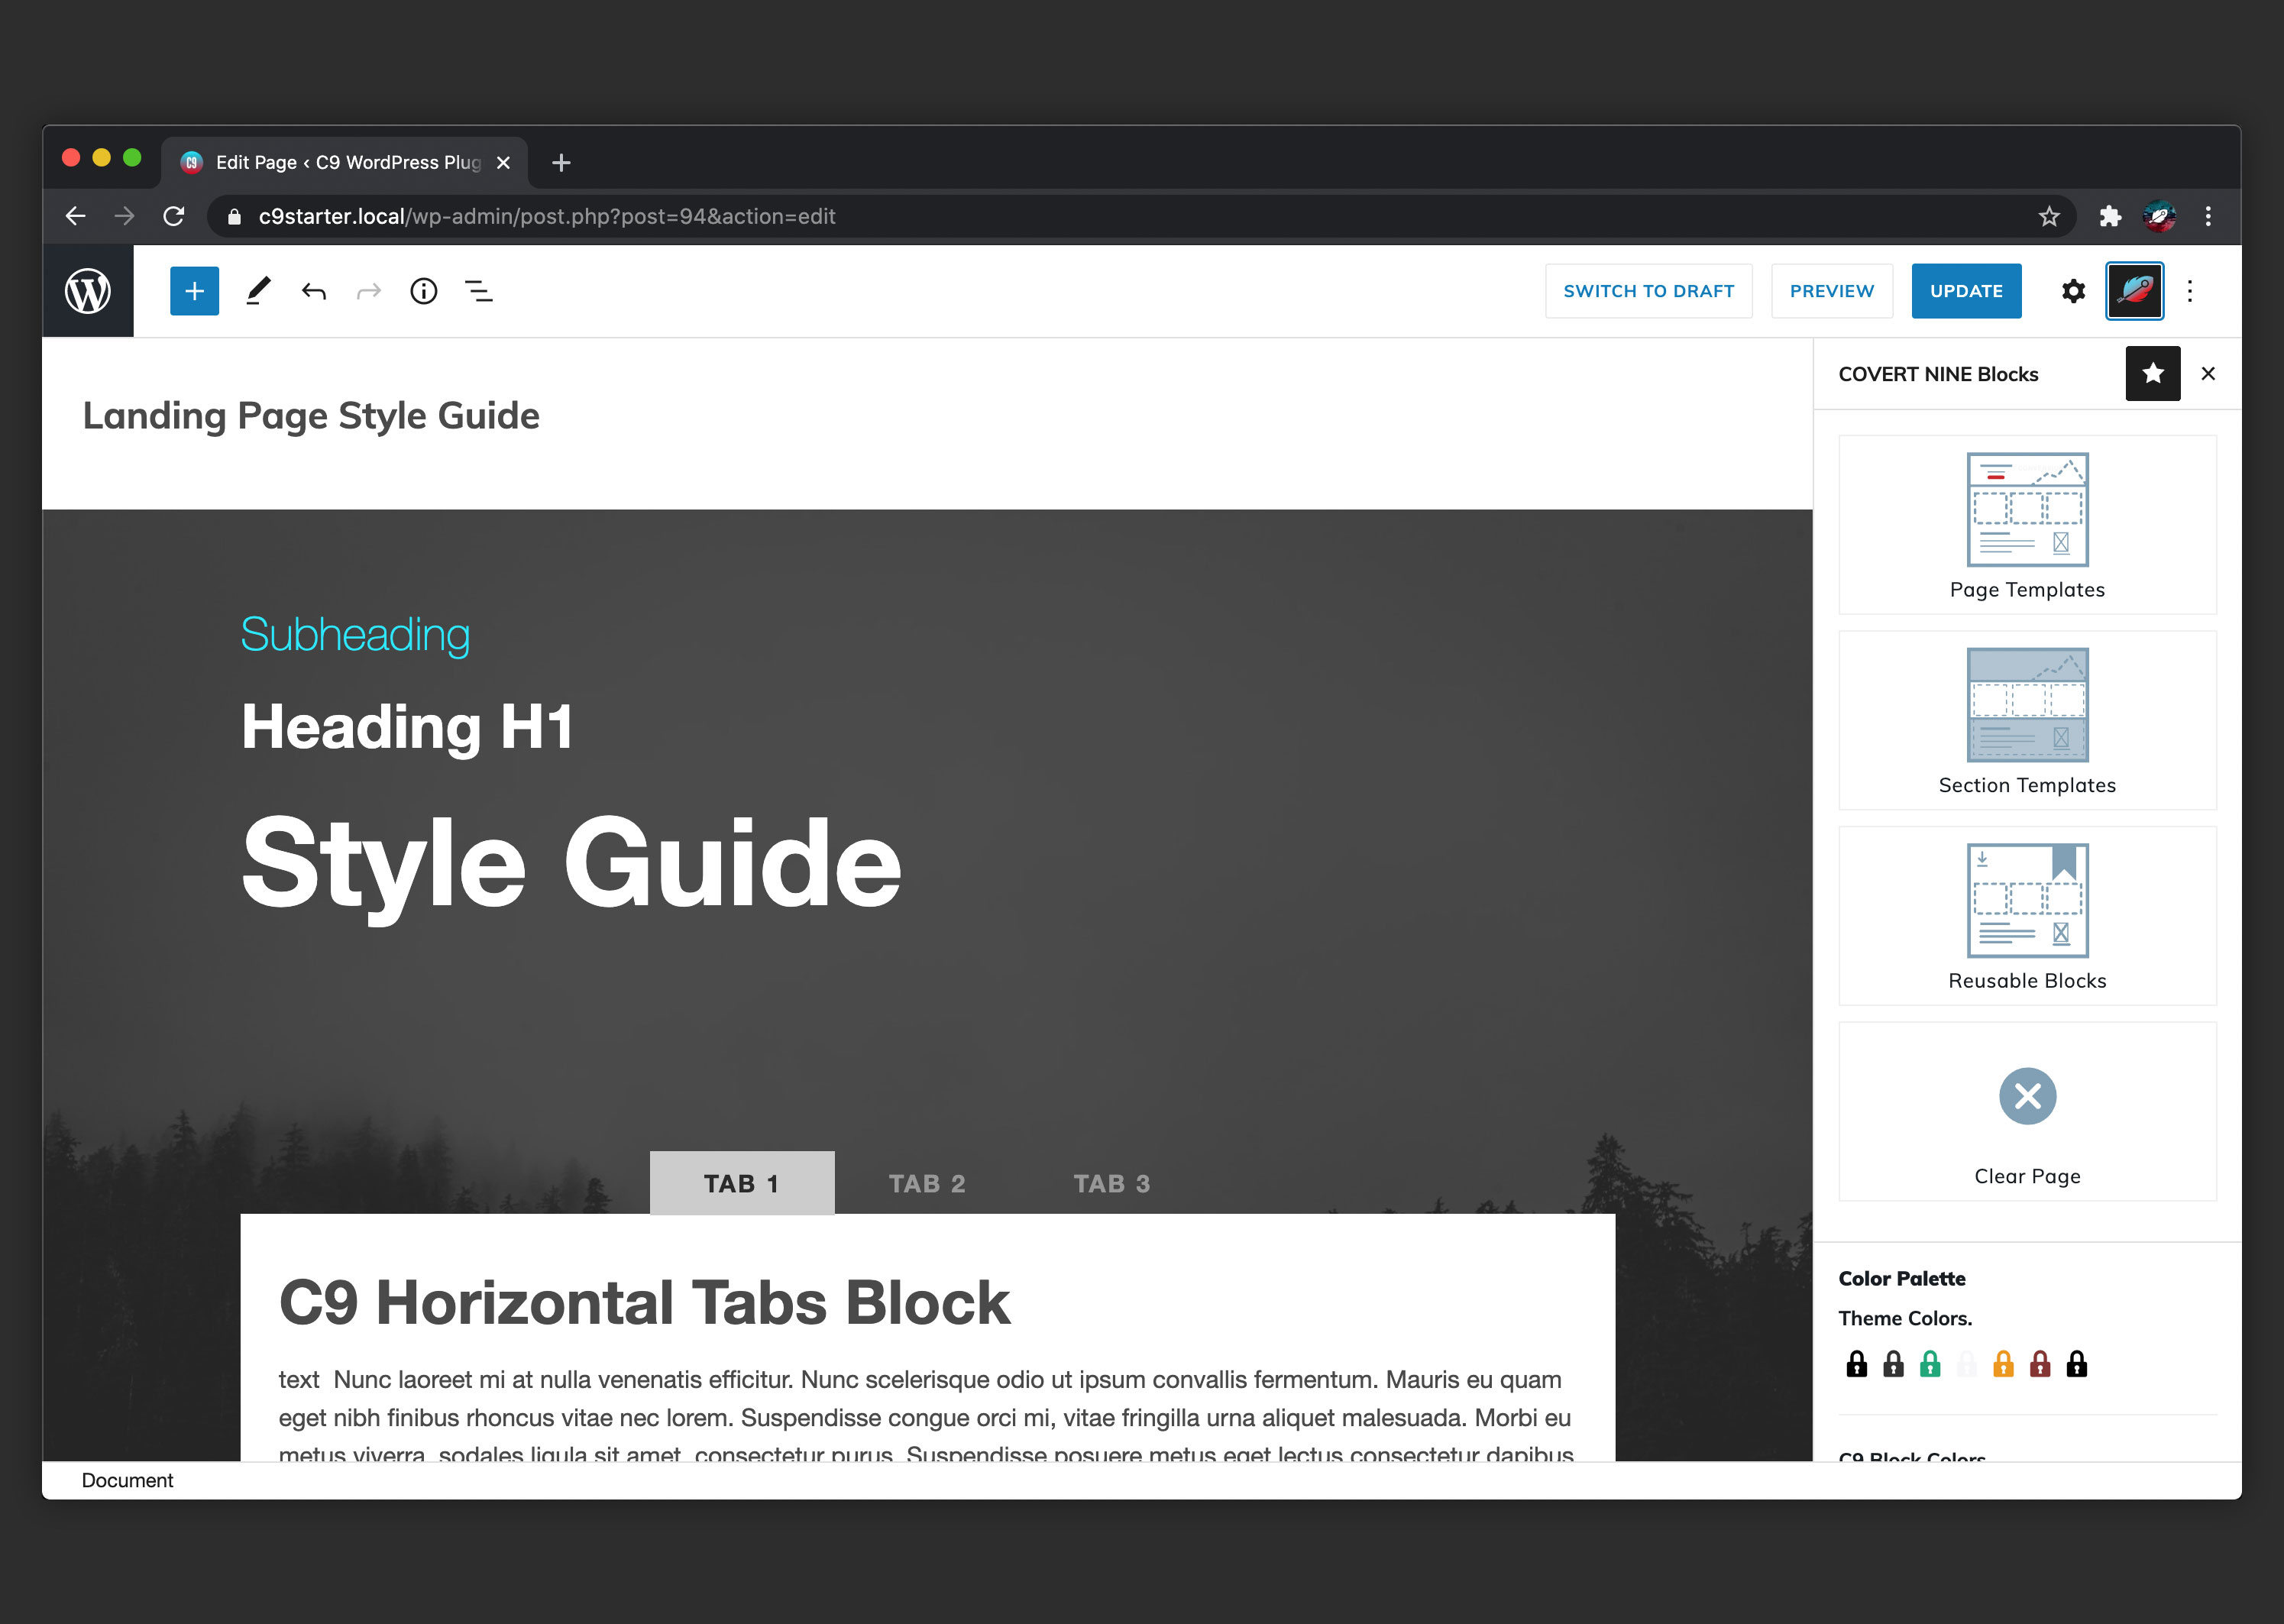 Edit Page ‹ C9 WordPress Plug
c9starter.local/wp-admin/post.php?post=94&action=edit
SWITCH TO DRAFT
PREVIEW
UPDATE
Landing Page Style Guide
Subheading
Heading H1
Style Guide
TAB 1
TAB 2
TAB 3
C9 Horizontal Tabs Block
text  Nunc laoreet mi at nulla venenatis efficitur. Nunc scelerisque odio ut ipsum convallis fermentum. Mauris eu quam
eget nibh finibus rhoncus vitae nec lorem. Suspendisse congue orci mi, vitae fringilla urna aliquet malesuada. Morbi eu
metus viverra, sodales ligula sit amet, consectetur purus. Suspendisse posuere metus eget lectus consectetur dapibus
COVERT NINE Blocks
Page Templates
Section Templates
Reusable Blocks
Clear Page
Color Palette
Theme Colors.
C9 Block Colors
Document